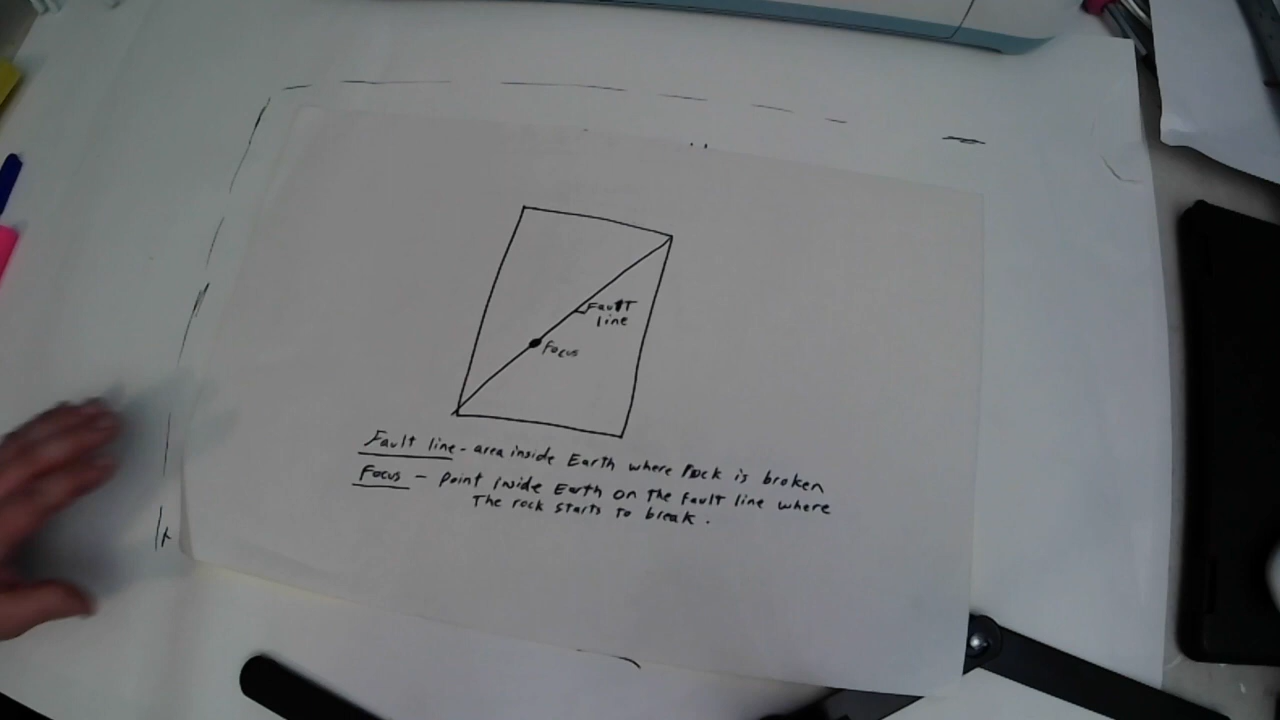 Fault
line
Focus
Fault line - area inside Earth where Rock is broken
Focus - point inside Earth on the fault line where
The rock starts to break.